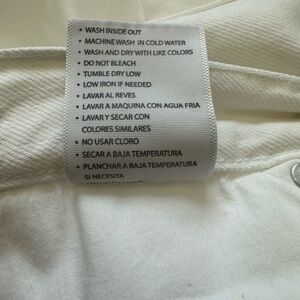 • WASH INSIDE OUT
• MACHINE WASH IN COLD WATER
• WASH AND DRY WITH LIKE COLORS
• DO NOT BLEACH
• TUMBLE DRY LOW
• LOW IRON IF NEEDED
• LAVAR AL REVES
• LAVAR A MAQUINA CON AGUA FRIA
• LAVAR Y SECAR CON
COLORES SIMILARES
• NO USAR CLORO
• SECAR A BAJA TEMPERATURA
• PLANCHAR A BAJA TEMPERATURA
SI NECESITA